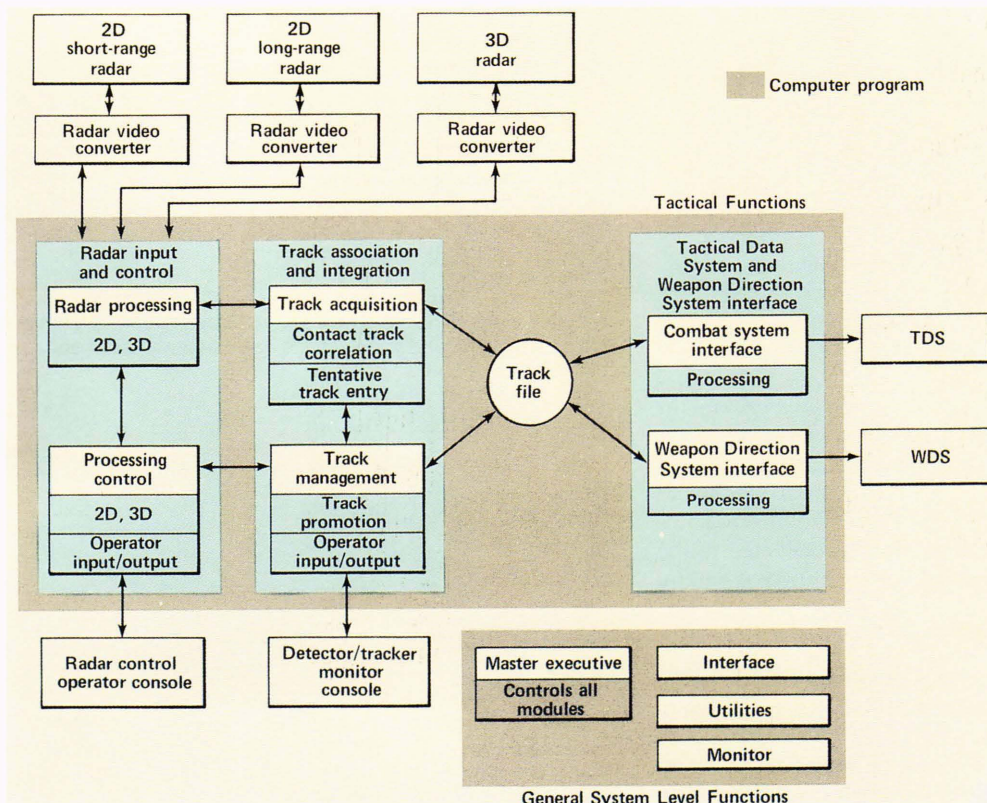 2D
short-range
radar
2D
long-range
radar
3D
radar
Computer program
Radar video
converter
Radar video
converter
Radar video
converter
Tactical Functions
Radar input
and control
Track association
and integration
Tactical Data
System and
Weapon Direction
System interface
Radar processing
2D, 3D
Track acquisition
Contact track
correlation
Tentative
track entry
Track
file
Combat system
interface
Processing
TDS
Processing
control
2D, 3D
Operator
input/output
Track
management
Track
promotion
Operator
input/output
Weapon Direction
System interface
Processing
WDS
Radar control
operator console
Detector/tracker
monitor
console
Master executive
Controls all
modules
Interface
Utilities
Monitor
General System Level Functions